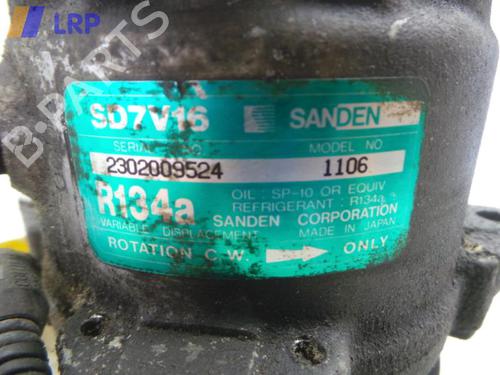 LRP
B-PARTS
SD7V16 SANDEN
SERIAL NO MODEL NO
2302009524 1106
R134a OIL : SP-10 OR EQUIV
REFRIGERANT : R134a
SANDEN CORPORATION
VARIABLE DISPLACEMENT MADE IN JAPAN
ROTATION C.W. ONLY